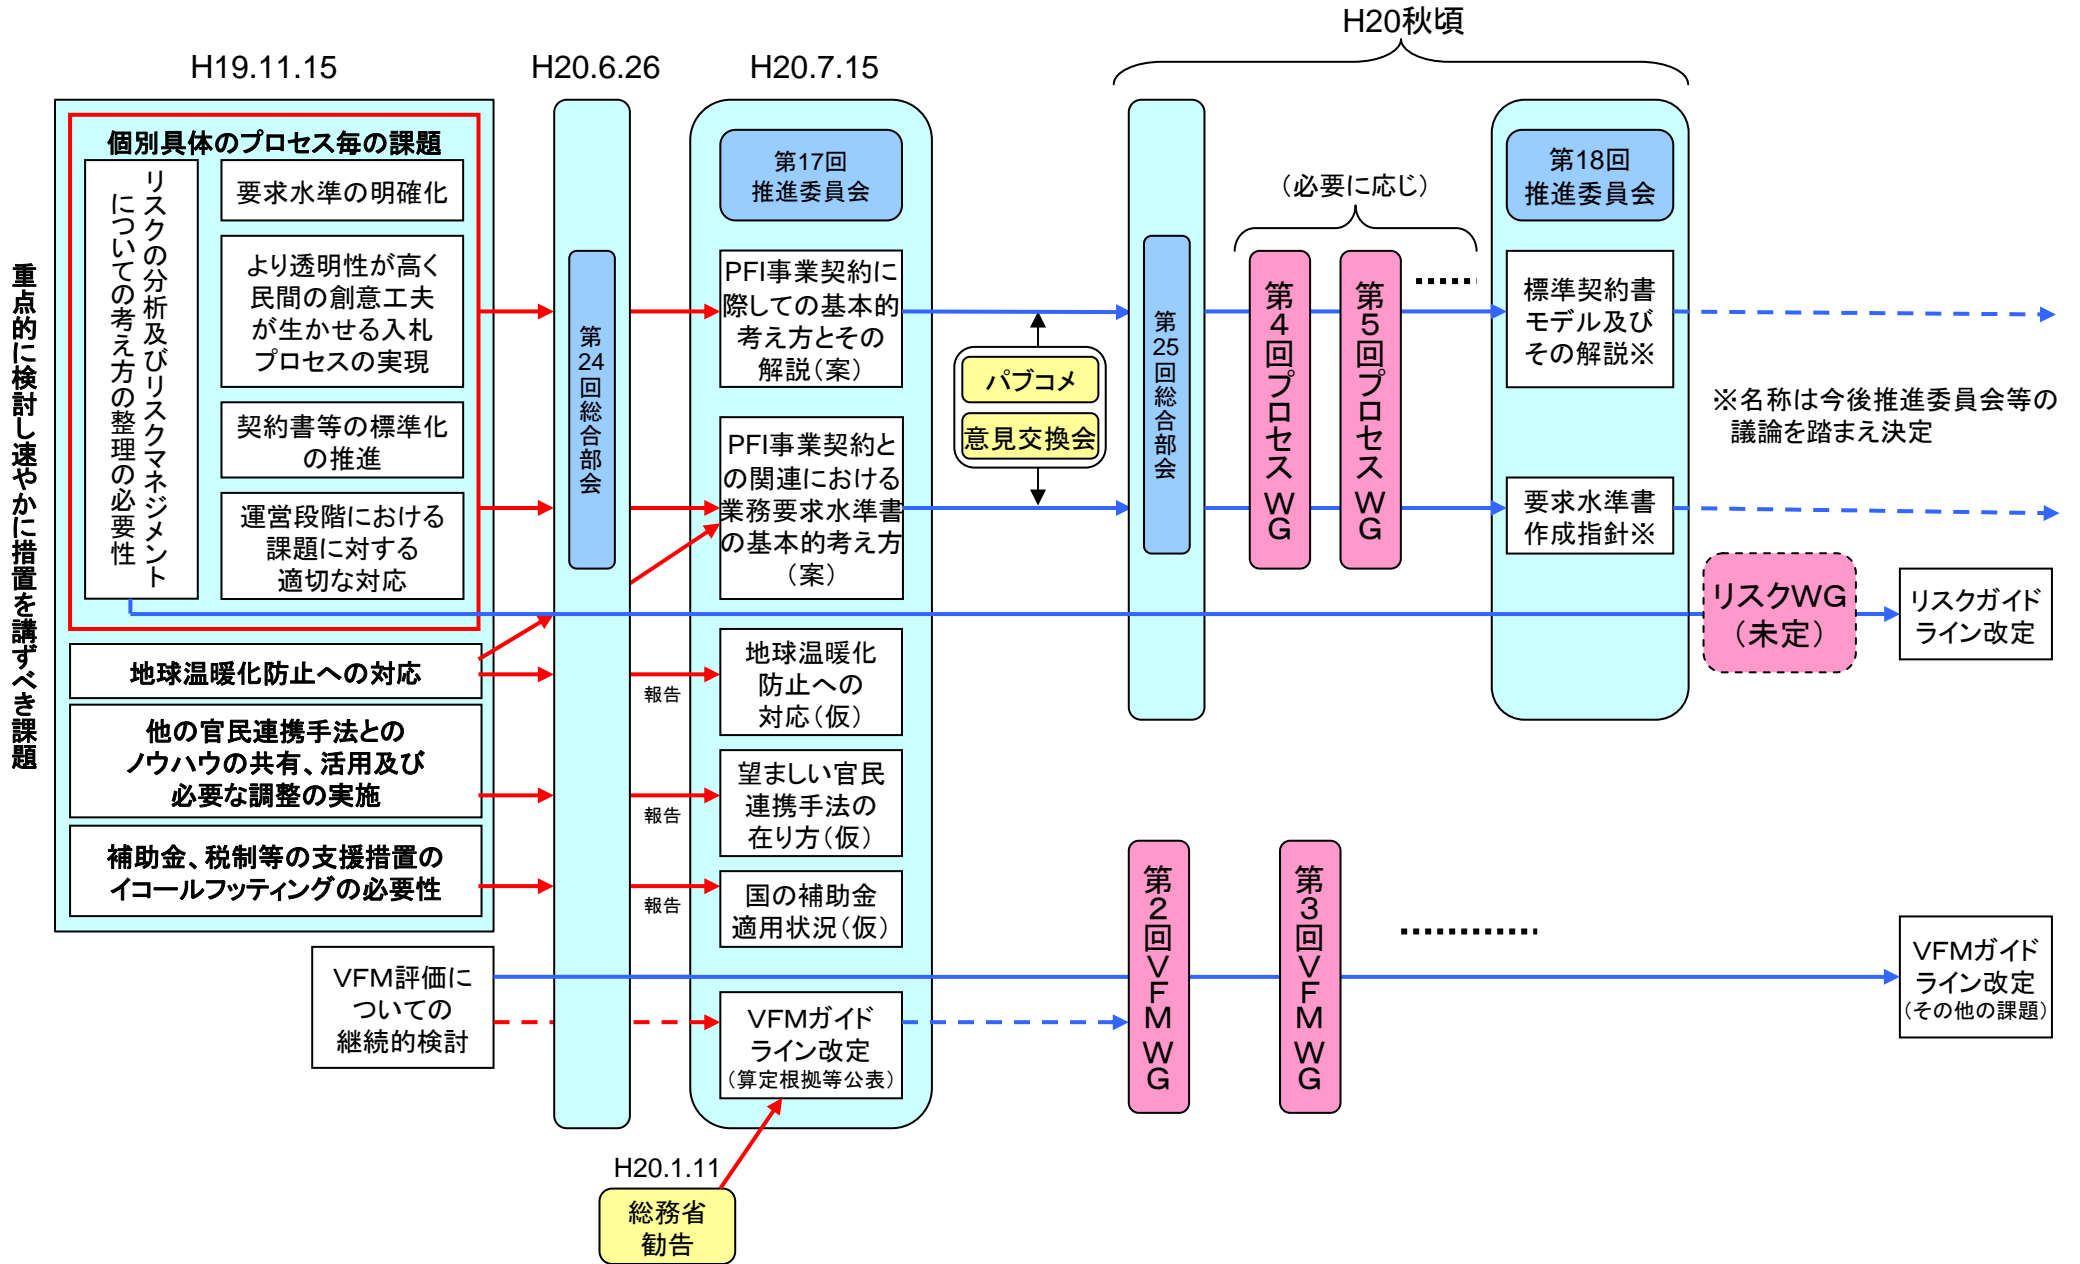 H20秋頃
H19.11.15
H20.6.26
H20.7.15
重点的に検討し速やかに措置を講ずべき課題
個別具体のプロセス毎の課題
リスクの分析及びリスクマネジメント
についての考え方の整理の必要性
要求水準の明確化
より透明性が高く
民間の創意工夫
が生かせる入札
プロセスの実現
契約書等の標準化
の推進
運営段階における
課題に対する
適切な対応
地球温暖化防止への対応
他の官民連携手法との
ノウハウの共有、活用及び
必要な調整の実施
補助金、税制等の支援措置の
イコールフッティングの必要性
VFM評価に
ついての
継続的検討
第24回総合部会
第17回
推進委員会
PFI事業契約に
際しての基本的
考え方とその
解説（案）
PFI事業契約と
の関連における
業務要求水準書
の基本的考え方
（案）
報告
地球温暖化
防止への
対応（仮）
報告
望ましい官民
連携手法の
在り方（仮）
報告
国の補助金
適用状況（仮）
VFMガイド
ライン改定
（算定根拠等公表）
H20.1.11
総務省
勧告
パブコメ
意見交換会
第25回総合部会
（必要に応じ）
第４回プロセスＷＧ
第５回プロセスＷＧ
第18回
推進委員会
標準契約書
モデル及び
その解説※
要求水準書
作成指針※
※名称は今後推進委員会等の
議論を踏まえ決定
リスクWG
（未定）
リスクガイド
ライン改定
第２回ＶＦＭＷＧ
第３回ＶＦＭＷＧ
VFMガイド
ライン改定
（その他の課題）